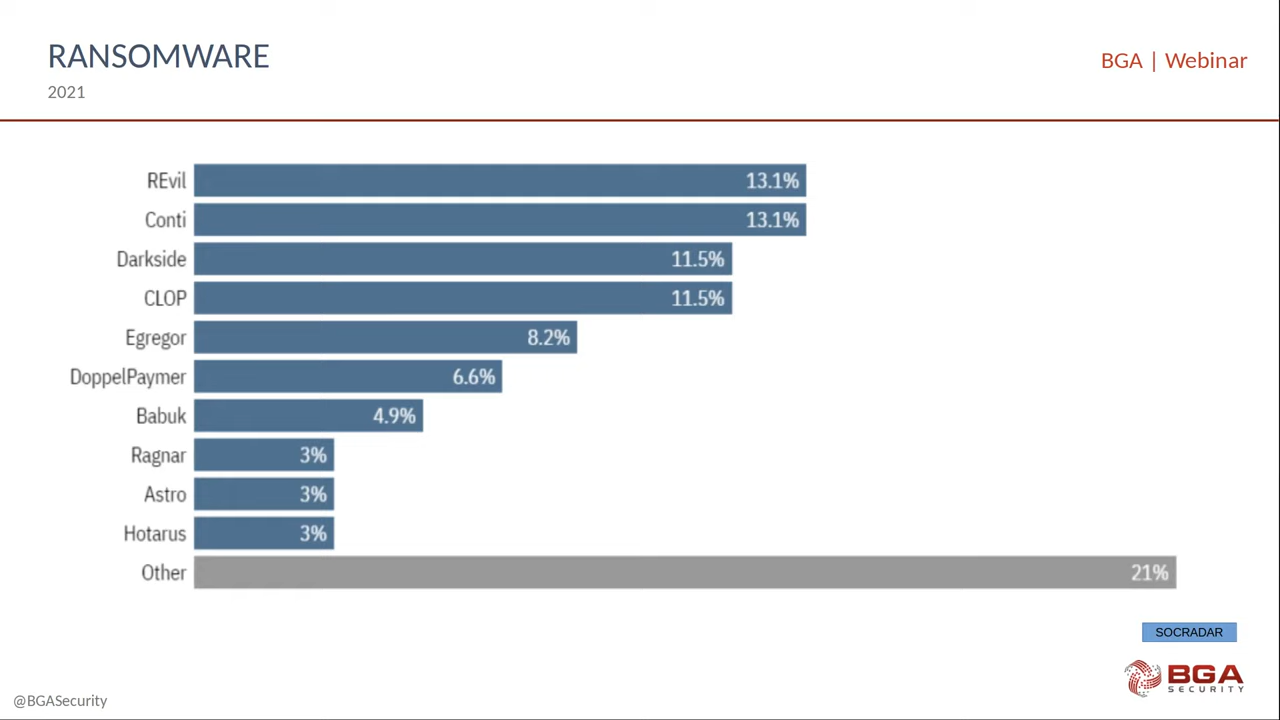 RANSOMWARE
BGA | Webinar
2021
REvil 13.1%
Conti 13.1%
Darkside 11.5%
CLOP 11.5%
Egregor 8.2%
DoppelPaymer 6.6%
Babuk 4.9%
Ragnar 3%
Astro 3%
Hotarus 3%
Other 21%
SOCRADAR
BGA
SECURITY
@BGASecurity